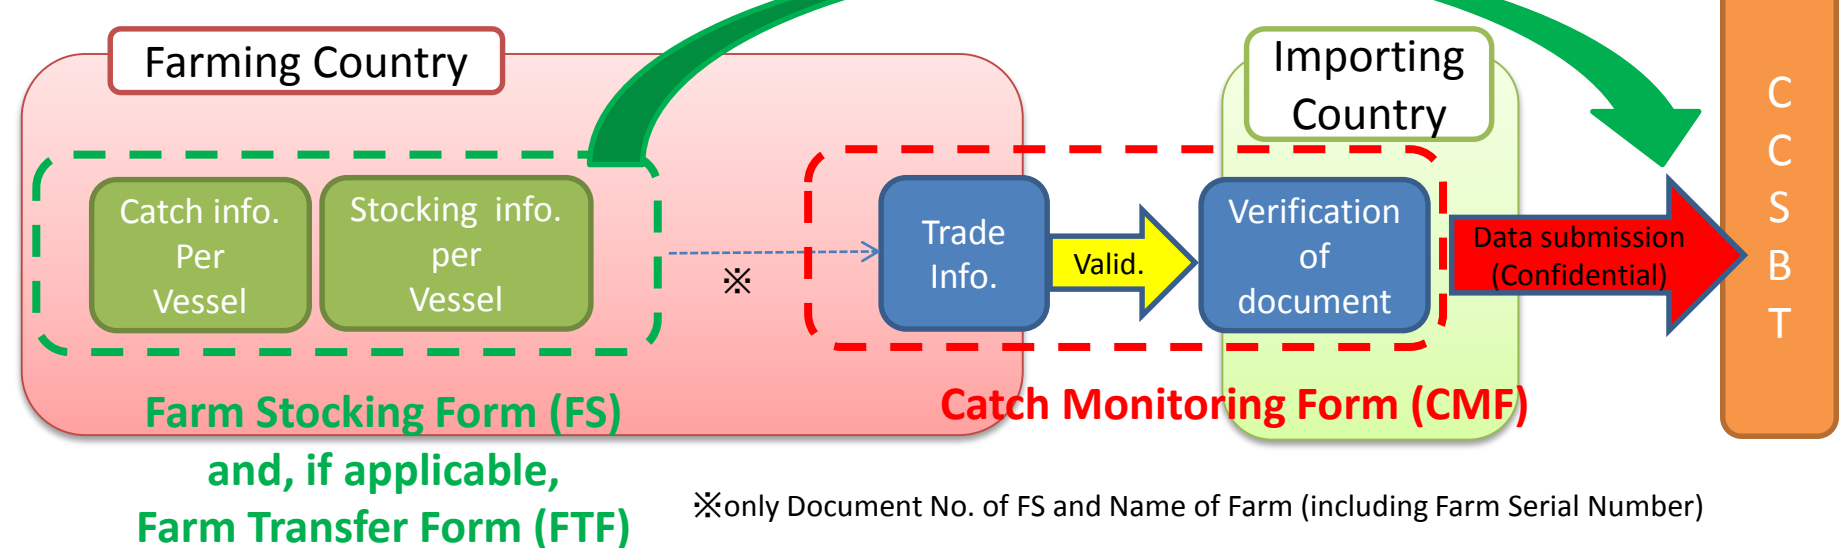 Farming Country
Importing
Country
Catch info.
Per
Vessel
Stocking info.
per
Vessel
※
Trade
Info.
Valid.
Verification
of
document
Data submission
(Confidential)
C
C
S
B
T
Farm Stocking Form (FS)
and, if applicable,
Farm Transfer Form (FTF)
Catch Monitoring Form (CMF)
※only Document No. of FS and Name of Farm (including Farm Serial Number)